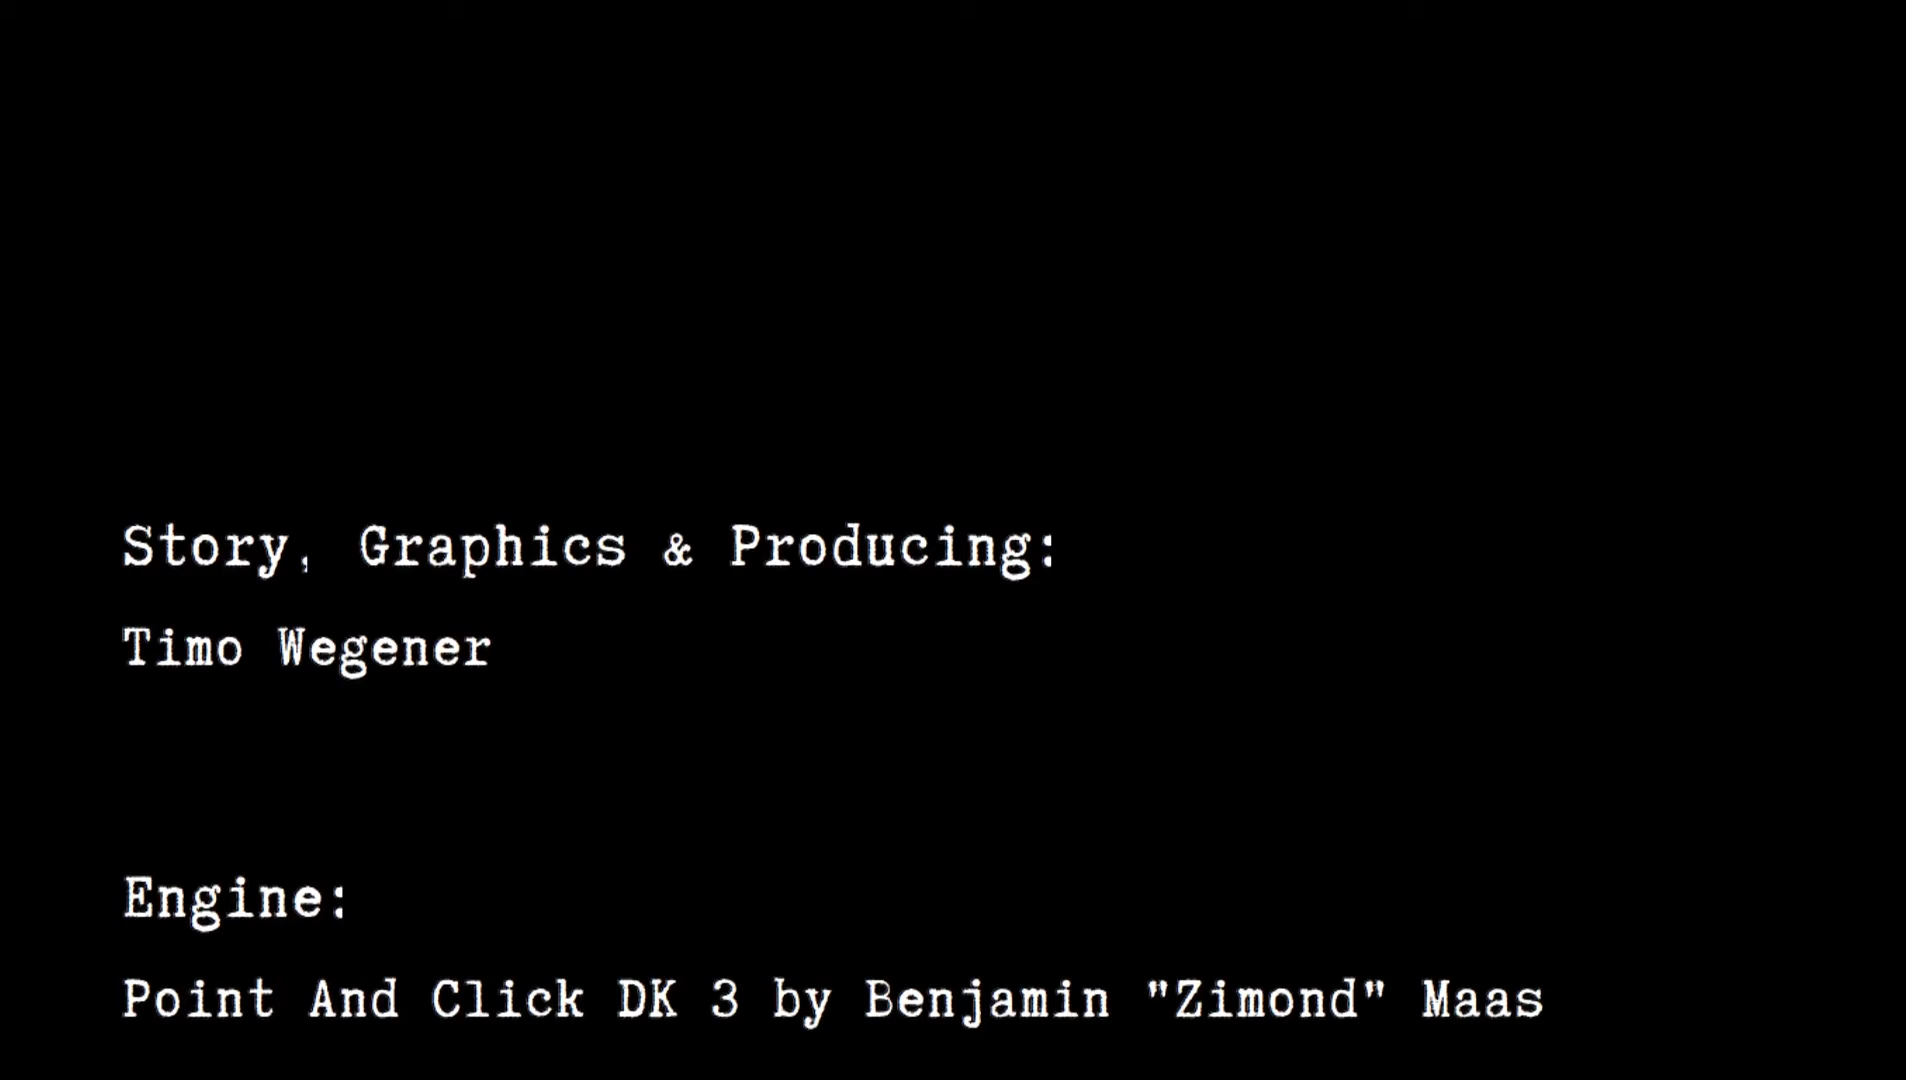 Story, Graphics & Producing:
Timo Wegener
Engine:
Point And Click DK 3 by Benjamin "Zimond" Maas